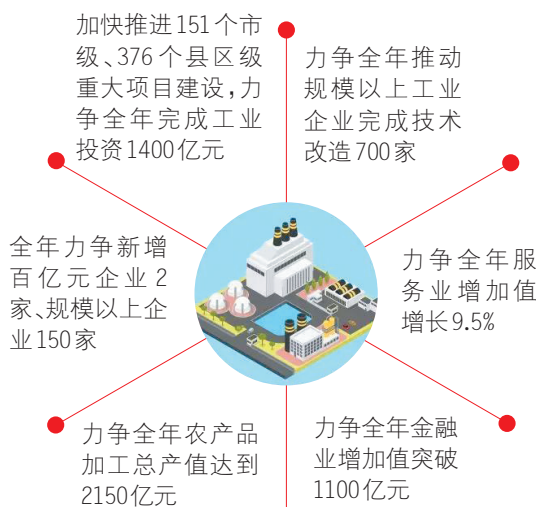 加快推进151个市
级、376个县区级
重大项目建设,力
争全年完成工业
投资1400亿元
力争全年推动
规模以上工业
企业完成技术
改造700家
全年力争新增
百亿元企业2
家、规模以上企
业150家
力争全年服
务业增加值
增长9.5%
力争全年农产品
加工总产值达到
2150亿元
力争全年金融
业增加值突破
1100亿元